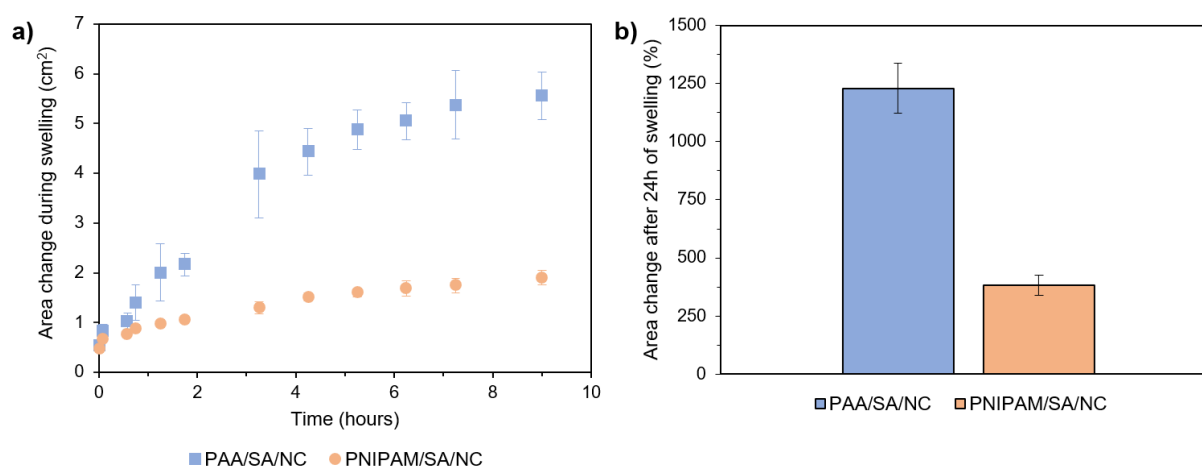 a)
Area change during swelling (cm²)
7
6
5
4
3
2
1
0
0 2 4 6 8 10
Time (hours)
PAA/SA/NC PNIPAM/SA/NC
b)
Area change after 24h of swelling (%)
1500
1250
1000
750
500
250
0
PAA/SA/NC PNIPAM/SA/NC